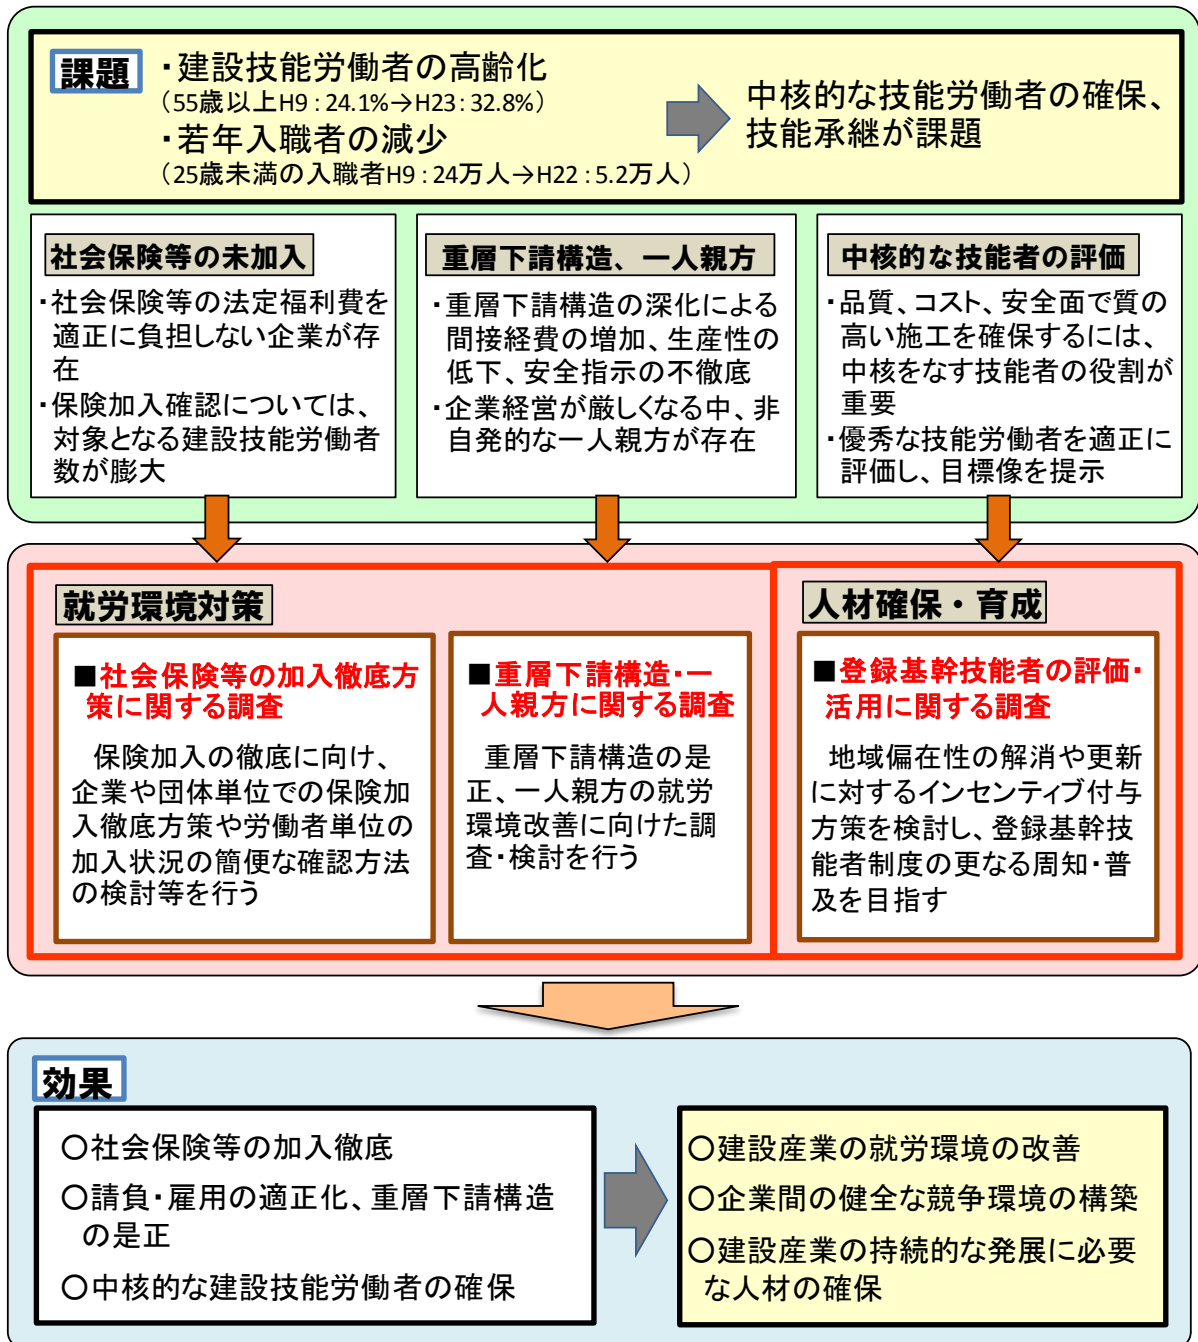 課題
・建設技能労働者の高齢化
（55歳以上H9：24.1%→H23：32.8%）
・若年入職者の減少
（25歳未満の入職者H9：24万人→H22：5.2万人）
中核的な技能労働者の確保、
技能承継が課題
社会保険等の未加入
・社会保険等の法定福利費を
適正に負担しない企業が存
在
・保険加入確認については、
対象となる建設技能労働者
数が膨大
重層下請構造、一人親方
・重層下請構造の深化による
間接経費の増加、生産性の
低下、安全指示の不徹底
・企業経営が厳しくなる中、非
自発的な一人親方が存在
中核的な技能者の評価
・品質、コスト、安全面で質の
高い施工を確保するには、
中核をなす技能者の役割が
重要
・優秀な技能労働者を適正に
評価し、目標像を提示
就労環境対策
■社会保険等の加入徹底方
策に関する調査
保険加入の徹底に向け、
企業や団体単位での保険加
入徹底方策や労働者単位の
加入状況の簡便な確認方法
の検討等を行う
■重層下請構造・一
人親方に関する調査
重層下請構造の是
正、一人親方の就労
環境改善に向けた調
査・検討を行う
人材確保・育成
■登録基幹技能者の評価・
活用に関する調査
地域偏在性の解消や更新
に対するインセンティブ付与
方策を検討し、登録基幹技
能者制度の更なる周知・普
及を目指す
効果
○社会保険等の加入徹底
○請負・雇用の適正化、重層下請構造
の是正
○中核的な建設技能労働者の確保
○建設産業の就労環境の改善
○企業間の健全な競争環境の構築
○建設産業の持続的な発展に必要
な人材の確保